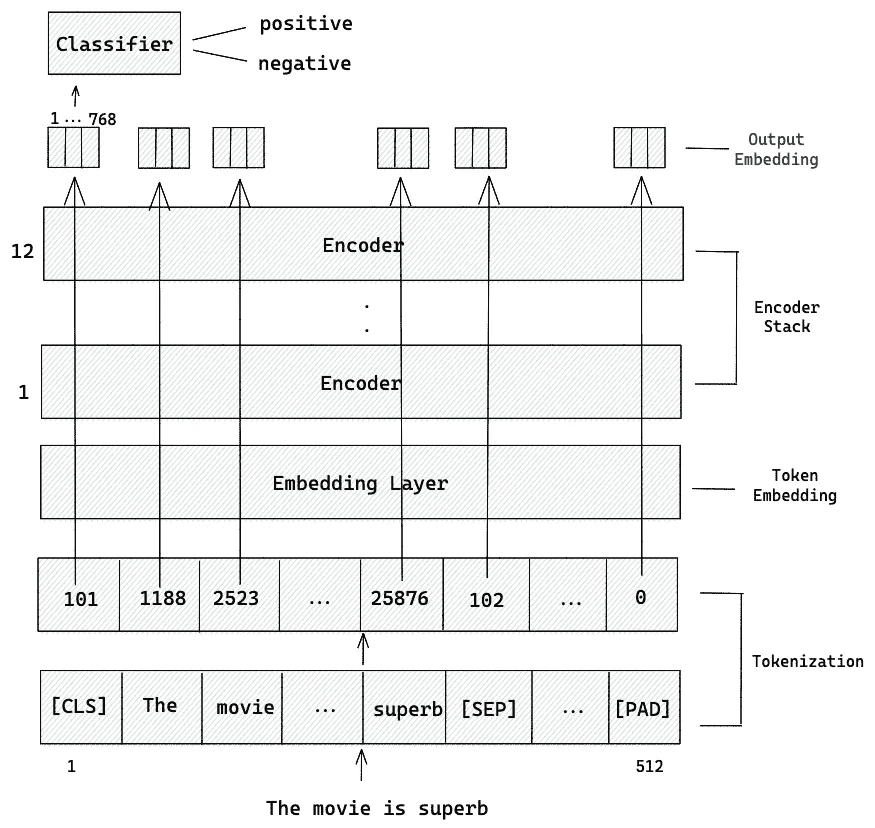 Classifier
positive
negative
1 ... 768
Output
Embedding
12
Encoder
.
.
Encoder
Stack
1
Encoder
Embedding Layer
Token
Embedding
101 1188 2523 ... 25876 102 ... 0
Tokenization
[CLS] The movie ... superb [SEP] ... [PAD]
1 512
The movie is superb